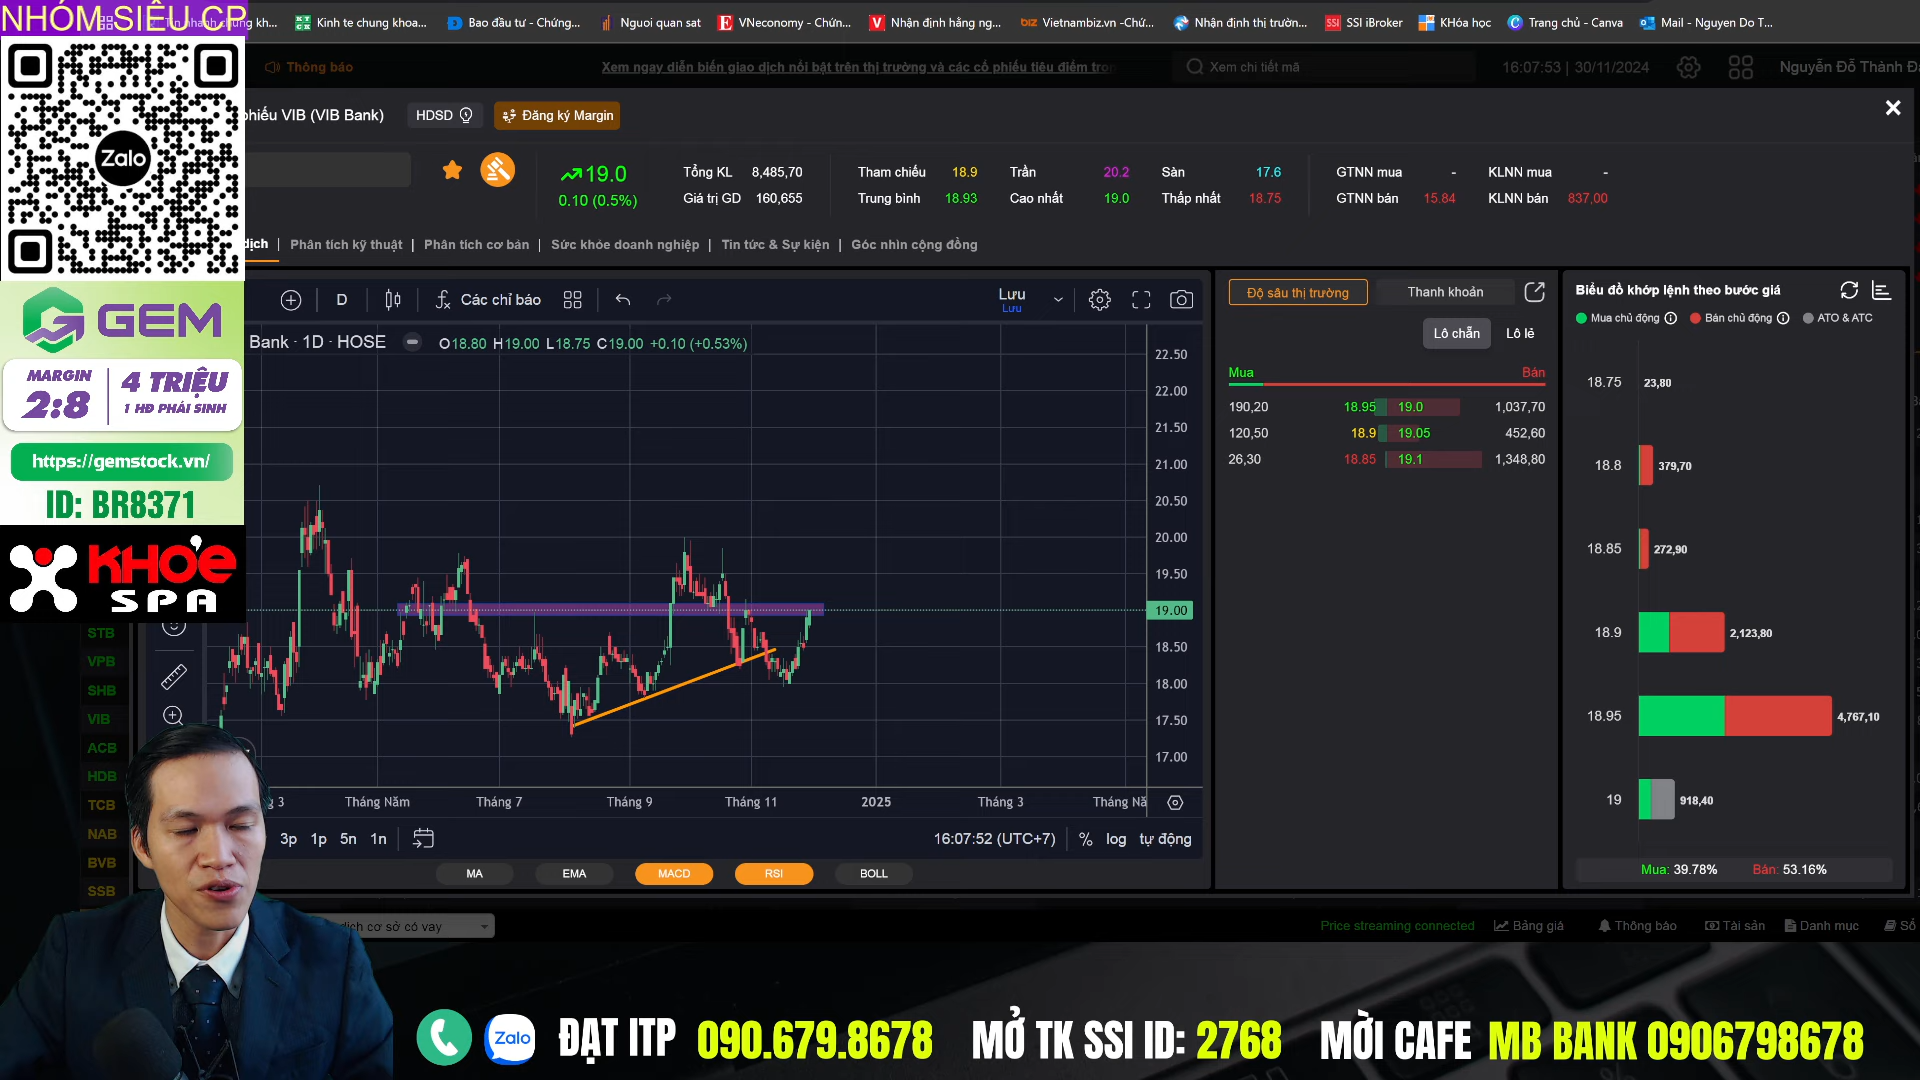 NHÓM SIÊU CP
Kinh te chung khoa...
Bao đầu tư - Chứng...
Nguoi quan sat
VNeconomy - Chứn...
Nhận định hằng ng...
Vietnambiz.vn -Chứ...
Nhận định thị trườn...
SSI iBroker
KHóa học
Trang chủ - Canva
Mail - Nguyen Do T...
Thông báo
Xem ngay diễn biến giao dịch nổi bật trên thị trường và các cổ phiếu tiêu điểm tron
Xem chi tiết mã
16:07:53 | 30/11/2024
Nguyễn Đỗ Thành Đạ
phiếu VIB (VIB Bank)
HDSD
Đăng ký Margin
Zalo
19.0
0.10 (0.5%)
Tổng KL 8,485,70
Giá trị GD 160,655
Tham chiếu 18.9
Trung bình 18.93
Trần 20.2
Cao nhất 19.0
Sàn 17.6
Thấp nhất 18.75
GTNN mua -
GTNN bán 15.84
KLNN mua -
KLNN bán 837,00
dịch | Phân tích kỹ thuật | Phân tích cơ bản | Sức khỏe doanh nghiệp | Tin tức & Sự kiện | Góc nhìn cộng đồng
D
Các chỉ báo
Lưu
Lưu
Bank · 1D · HOSE
O18.80 H19.00 L18.75 C19.00 +0.10 (+0.53%)
22.50
22.00
21.50
21.00
20.50
20.00
19.50
19.00
18.50
18.00
17.50
17.00
3
Tháng Năm
Tháng 7
Tháng 9
Tháng 11
2025
Tháng 3
Tháng Nă
3p 1p 5n 1n
16:07:52 (UTC+7)
% log tự động
MA
EMA
MACD
RSI
BOLL
Độ sâu thị trường
Thanh khoản
Lô chẵn
Lô lẻ
Mua
Bán
190,20 18.95 19.0 1,037,70
120,50 18.9 19.05 452,60
26,30 18.85 19.1 1,348,80
Biểu đồ khớp lệnh theo bước giá
Mua chủ động
Bán chủ động
ATO & ATC
18.75 23,80
18.8 379,70
18.85 272,90
18.9 2,123,80
18.95 4,767,10
19 918,40
Mua: 39.78%
Bán: 53.16%
GEM
MARGIN
2:8
4 TRIỆU
1 HĐ PHÁI SINH
https://gemstock.vn/
ID: BR8371
KHỎE
SPA
STB
VPB
SHB
VIB
ACB
HDB
TCB
NAB
BVB
SSB
dịch cơ sở có vay
Price streaming connected
Bảng giá
Thông báo
Tài sản
Danh mục
Sổ
Zalo
ĐẠT ITP 090.679.8678
MỞ TK SSI ID: 2768
MỜI CAFE MB BANK 0906798678